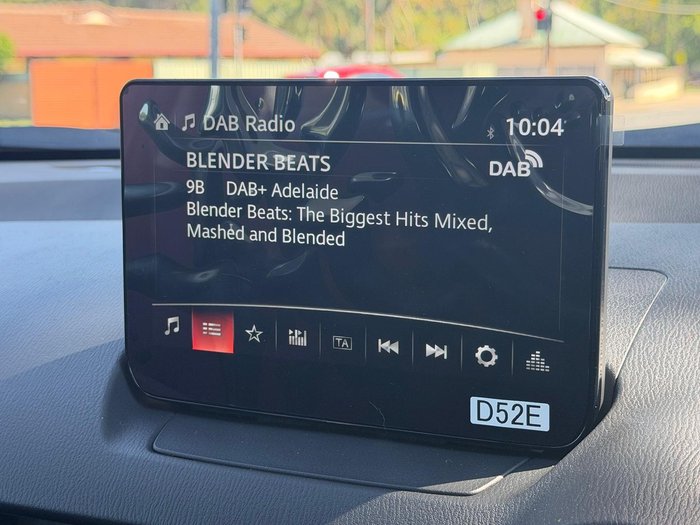 DAB Radio 10:04
BLENDER BEATS DAB
9B DAB+ Adelaide
Blender Beats: The Biggest Hits Mixed,
Mashed and Blended
TA
D52E